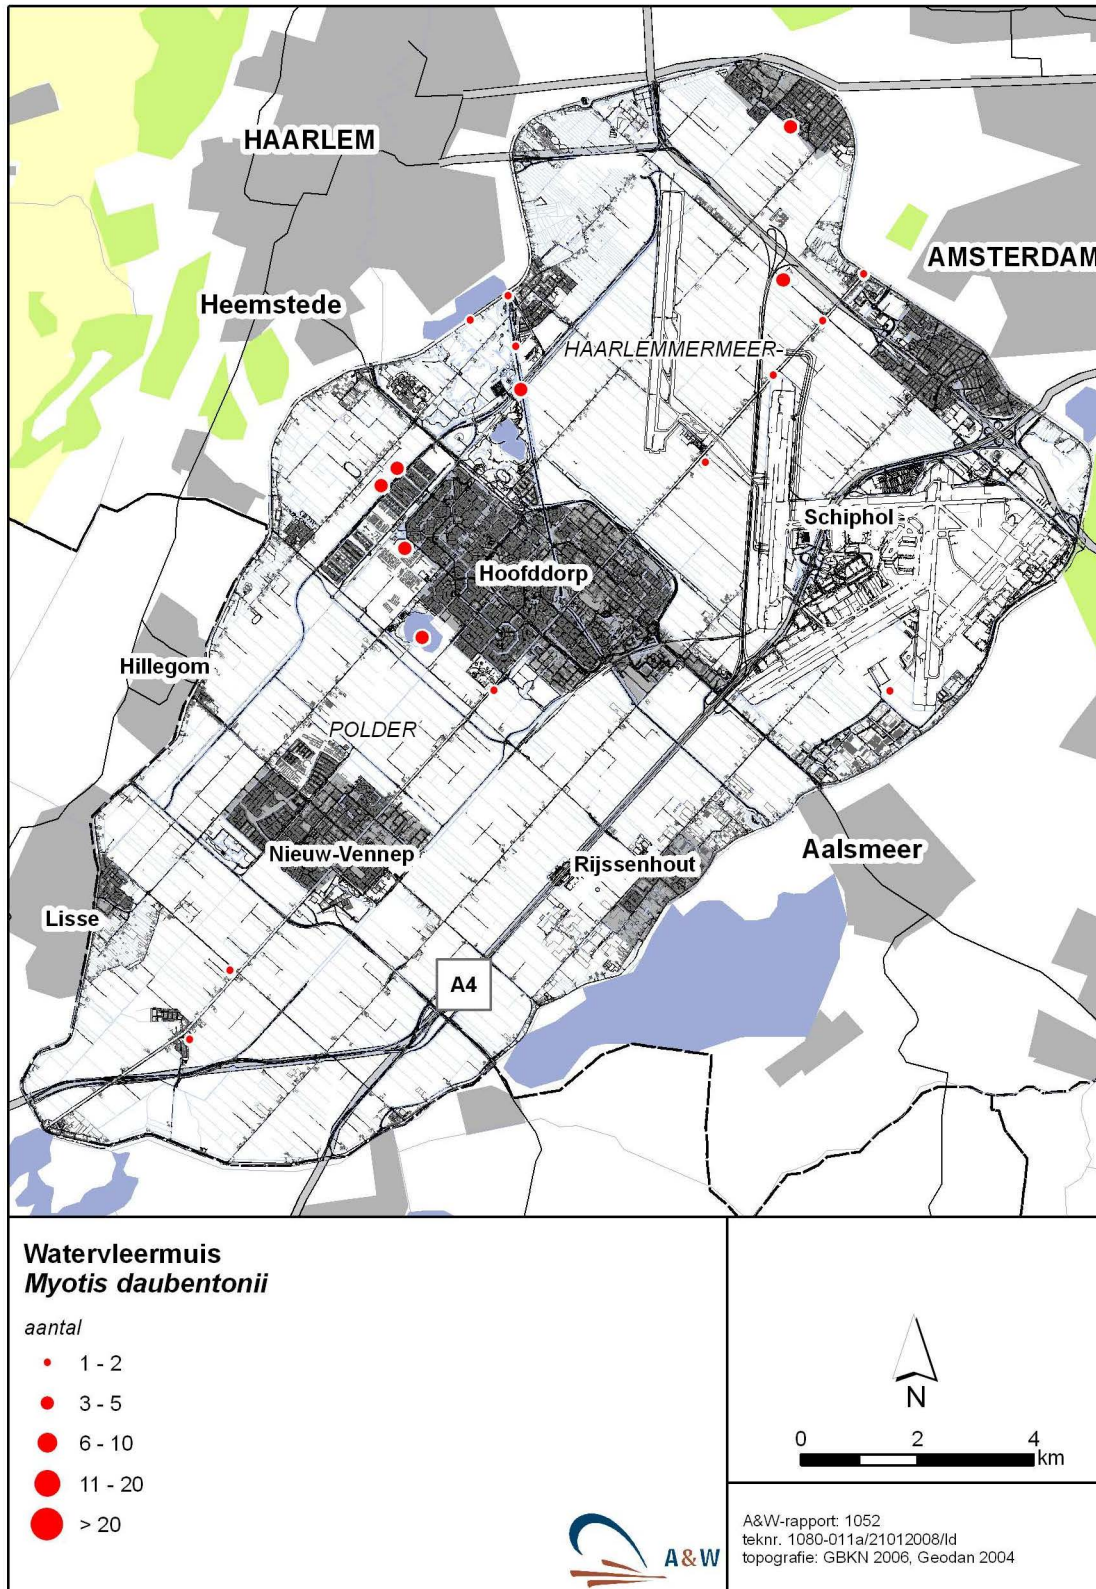 HAARLEM
AMSTERDAM
Heemstede
HAARLEMMERMEER-
Schiphol
Hoofddorp
Hillegom
POLDER
Nieuw-Vennep
Rijssenhout
Aalsmeer
Lisse
A4
Watervleermuis
Myotis daubentonii
aantal
1 - 2
3 - 5
6 - 10
11 - 20
> 20
A&W
N
0 2 4
km
A&W-rapport: 1052
teknr. 1080-011a/21012008/ld
topografie: GBKN 2006, Geodan 2004